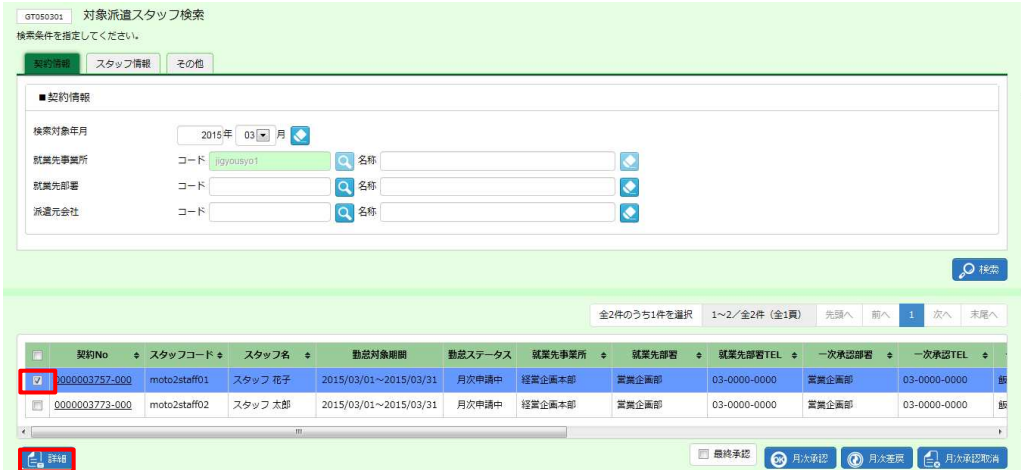 GT050301 対象派遣スタッフ検索
検索条件を指定してください。
契約情報 スタッフ情報 その他
■契約情報
検索対象年月 2015年 03 月
就業先事業所 コード jigyousyo1 名称
就業先部署 コード 名称
派遣元会社 コード 名称
検索
全2件のうち1件を選択 1～2／全2件（全1頁） 先頭へ 前へ 1 次へ 末尾へ
契約No スタッフコード スタッフ名 勤怠対象期間 勤怠ステータス 就業先事業所 就業先部署 就業先部署TEL 一次承認部署 一次承認TEL
0000003757-000 moto2staff01 スタッフ 花子 2015/03/01～2015/03/31 月次申請中 経営企画本部 営業企画部 03-0000-0000 営業企画部 03-0000-0000 飯
0000003773-000 moto2staff02 スタッフ 太郎 2015/03/01～2015/03/31 月次申請中 経営企画本部 営業企画部 03-0000-0000 営業企画部 03-0000-0000 飯
詳細 最終承認 OK 月次承認 月次差戻 月次承認取消